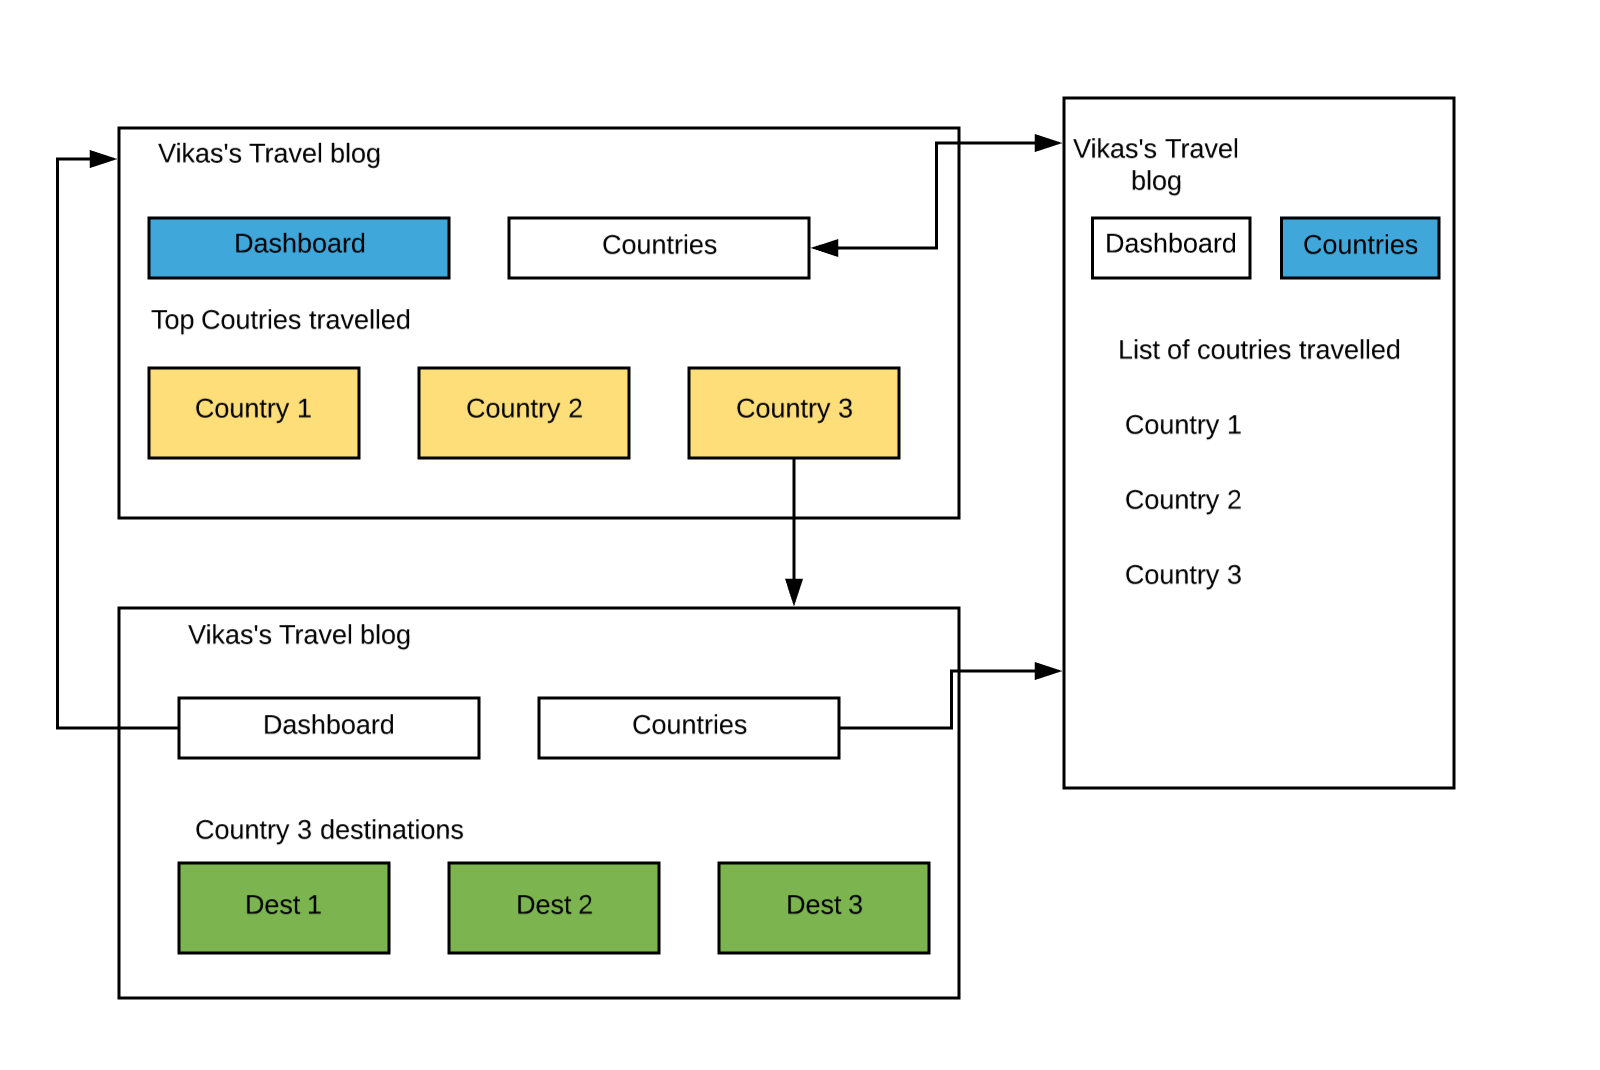 Vikas's Travel blog
Dashboard
Countries
Top Coutries travelled
Country 1
Country 2
Country 3
Vikas's Travel
blog
Dashboard
Countries
List of coutries travelled
Country 1
Country 2
Country 3
Vikas's Travel blog
Dashboard
Countries
Country 3 destinations
Dest 1
Dest 2
Dest 3